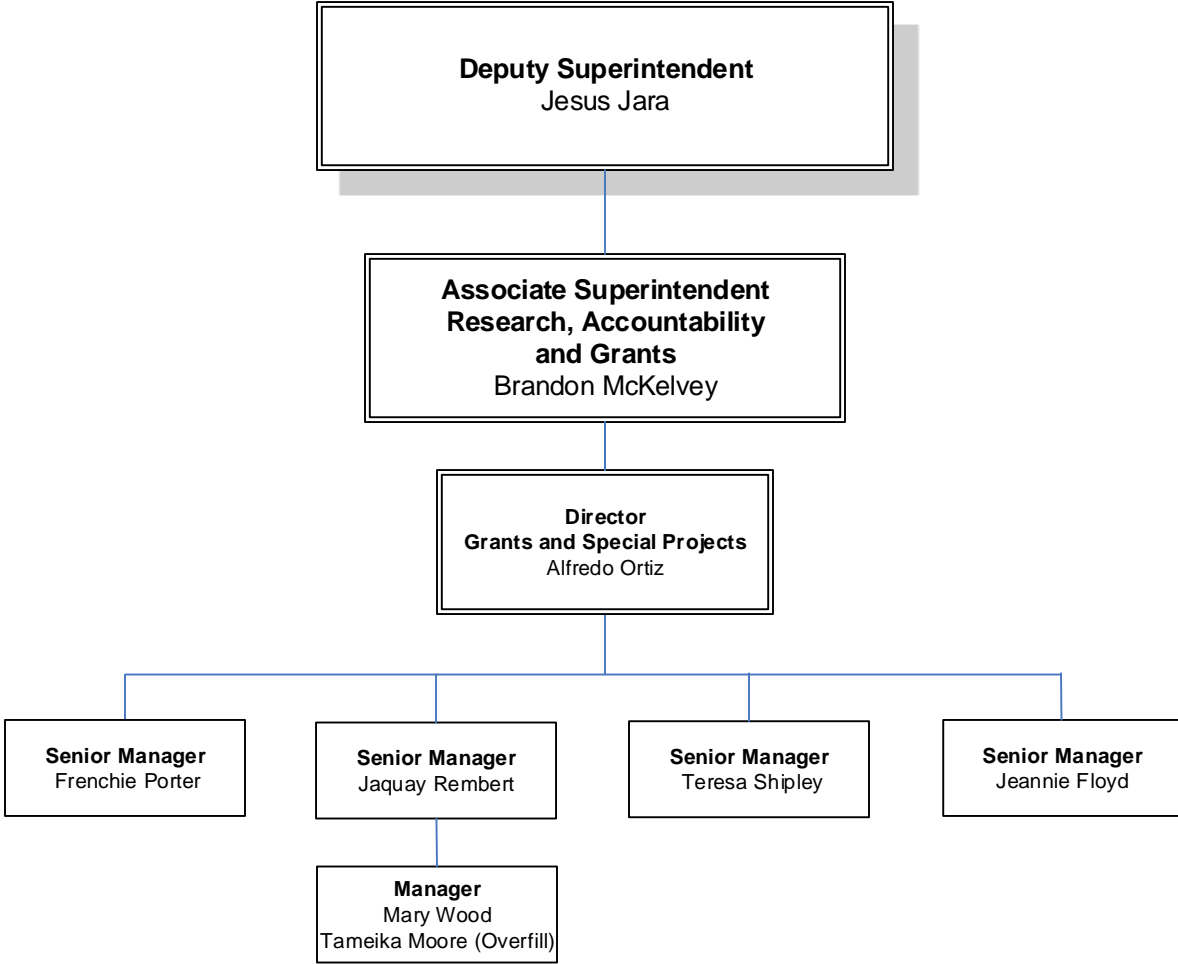 Deputy Superintendent
Jesus Jara
Associate Superintendent
Research, Accountability
and Grants
Brandon McKelvey
Director
Grants and Special Projects
Alfredo Ortiz
Senior Manager
Frenchie Porter
Senior Manager
Jaquay Rembert
Senior Manager
Teresa Shipley
Senior Manager
Jeannie Floyd
Manager
Mary Wood
Tameika Moore (Overfill)